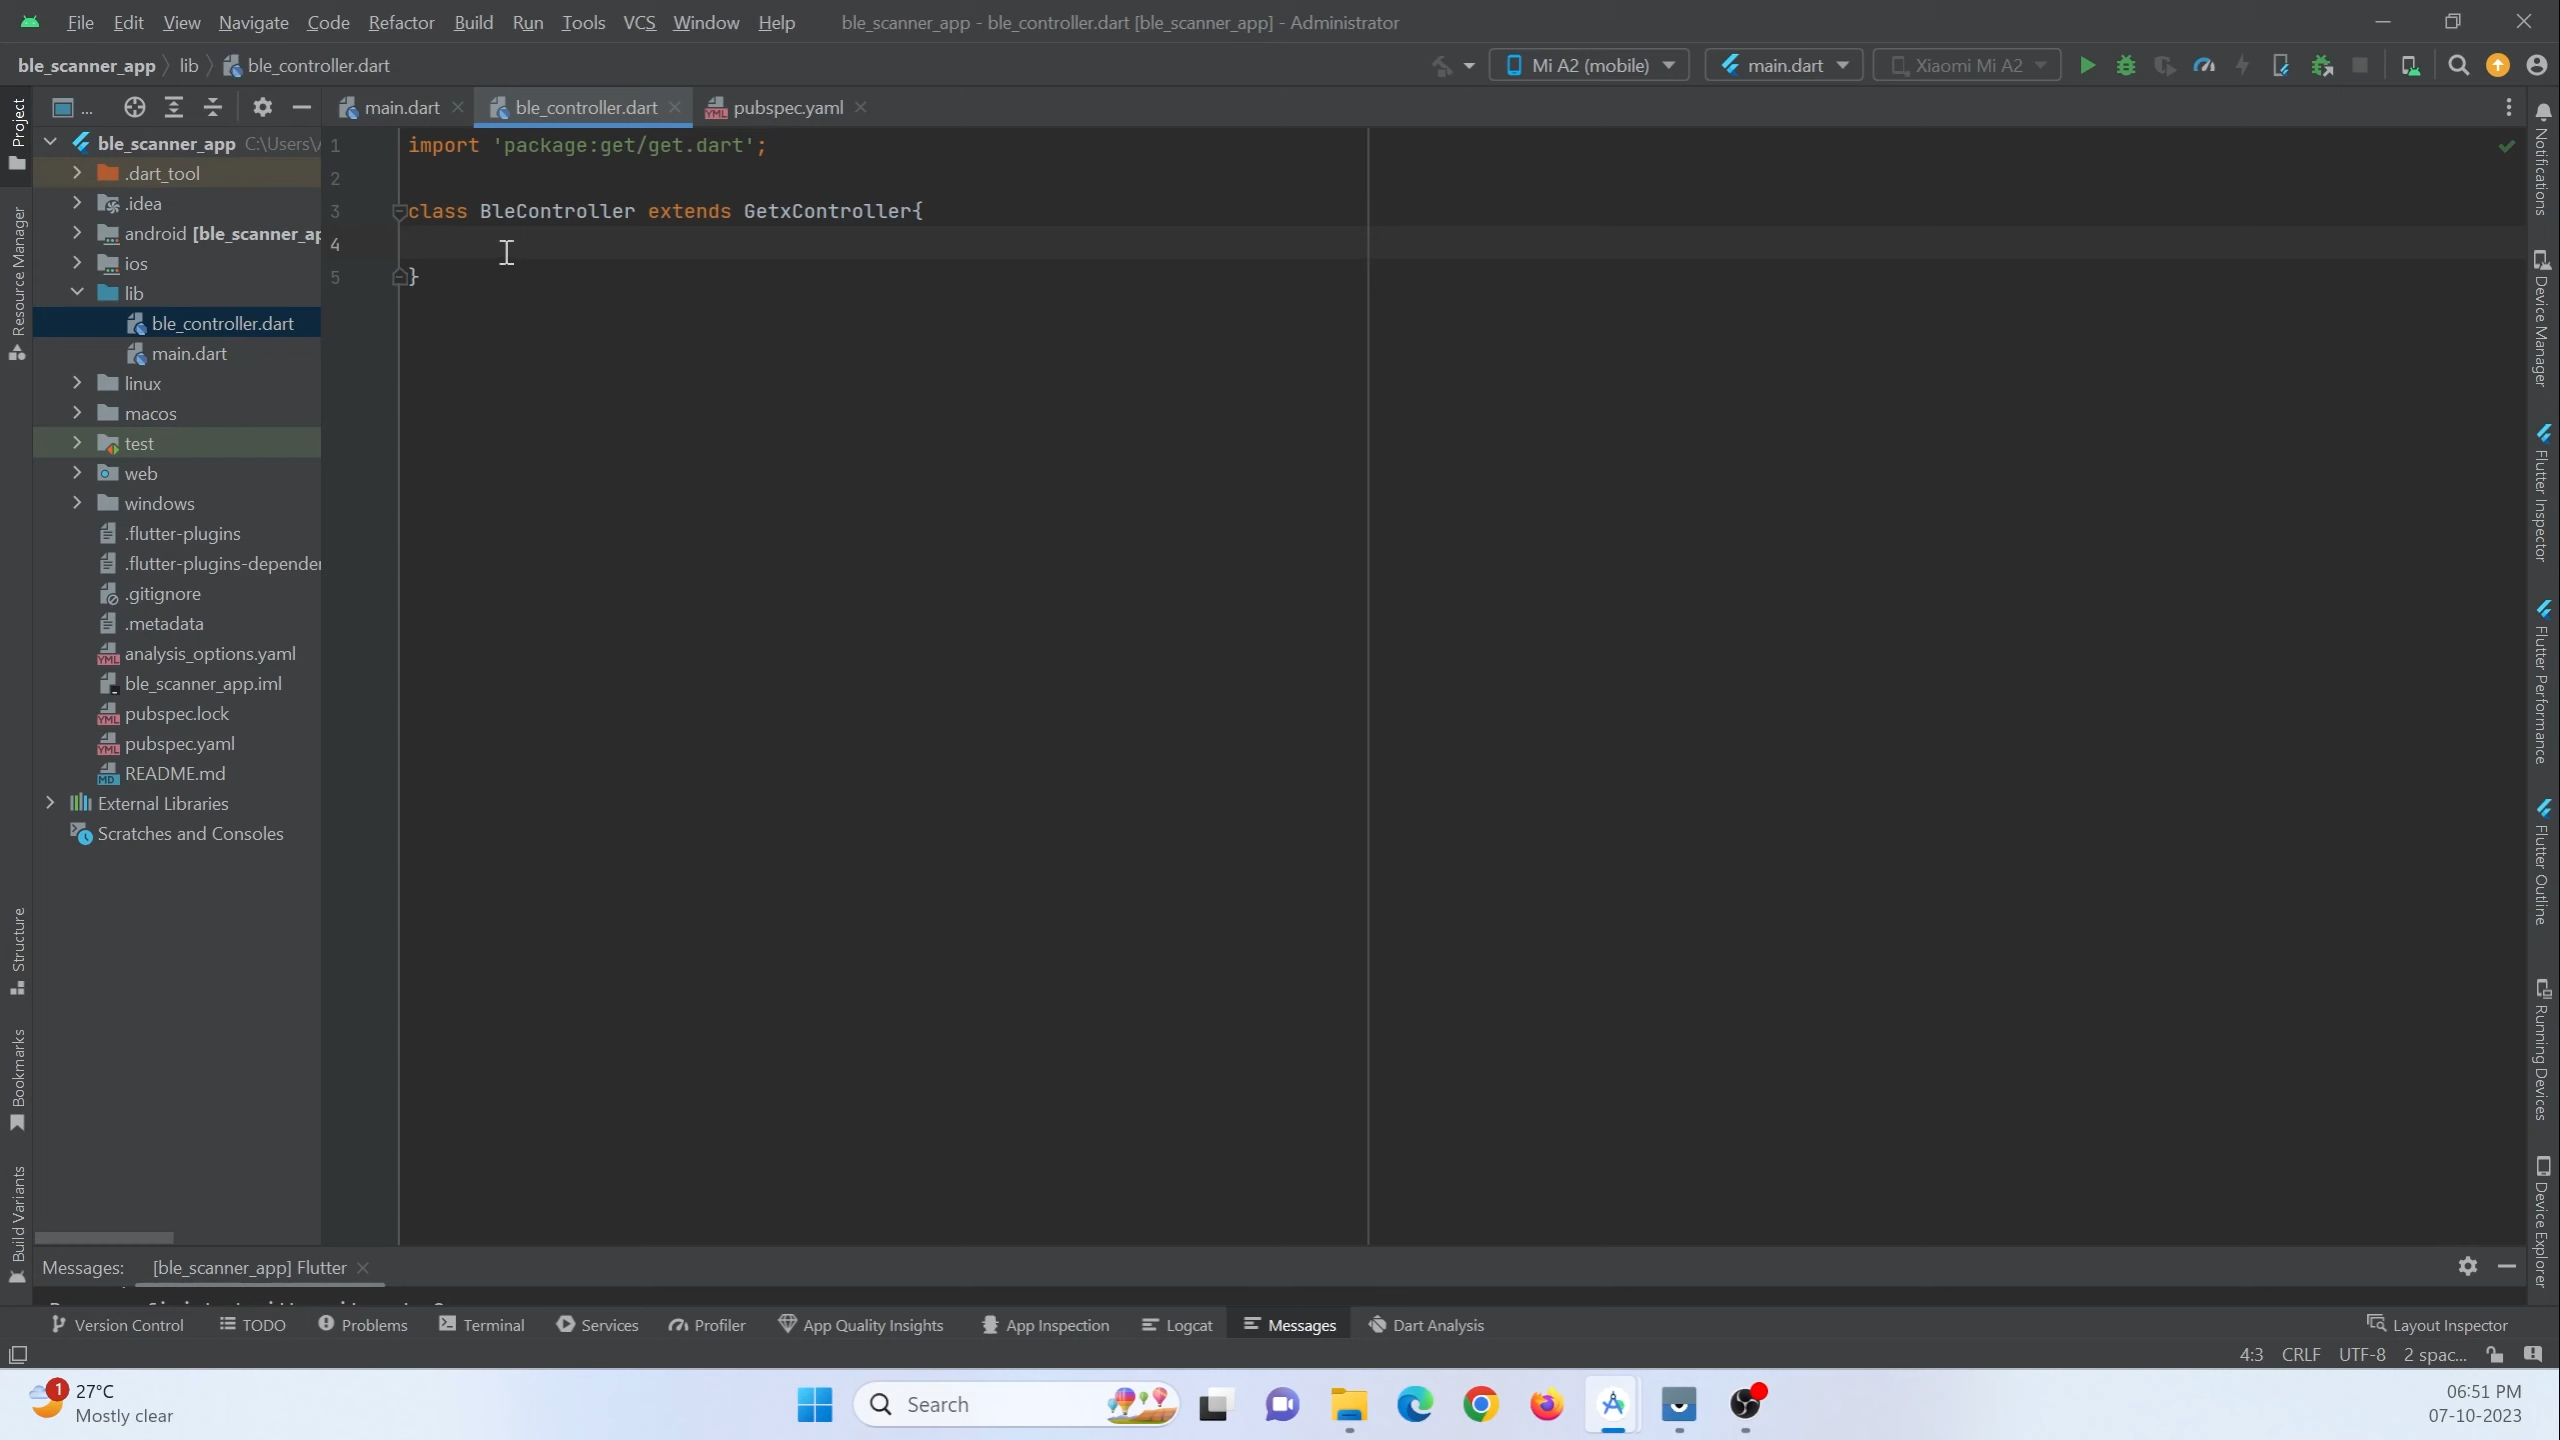 File Edit View Navigate Code Refactor Build Run Tools VCS Window Help ble_scanner_app - ble_controller.dart [ble_scanner_app] - Administrator
ble_scanner_app lib ble_controller.dart Mi A2 (mobile) main.dart Xiaomi Mi A2
... main.dart ble_controller.dart pubspec.yaml
Project
Resource Manager
Structure
Bookmarks
Build Variants
ble_scanner_app C:\Users\
.dart_tool
.idea
android [ble_scanner_ap
ios
lib
ble_controller.dart
main.dart
linux
macos
test
web
windows
.flutter-plugins
.flutter-plugins-depender
.gitignore
.metadata
analysis_options.yaml
ble_scanner_app.iml
pubspec.lock
pubspec.yaml
README.md
External Libraries
Scratches and Consoles
1 import 'package:get/get.dart';
2
3 class BleController extends GetxController{
4
5 }
Notifications
Device Manager
Flutter Inspector
Flutter Performance
Flutter Outline
Running Devices
Device Explorer
Messages: [ble_scanner_app] Flutter
Version Control TODO Problems Terminal Services Profiler App Quality Insights App Inspection Logcat Messages Dart Analysis Layout Inspector
4:3 CRLF UTF-8 2 spac...
1 27°C
Mostly clear
Search
06:51 PM
07-10-2023